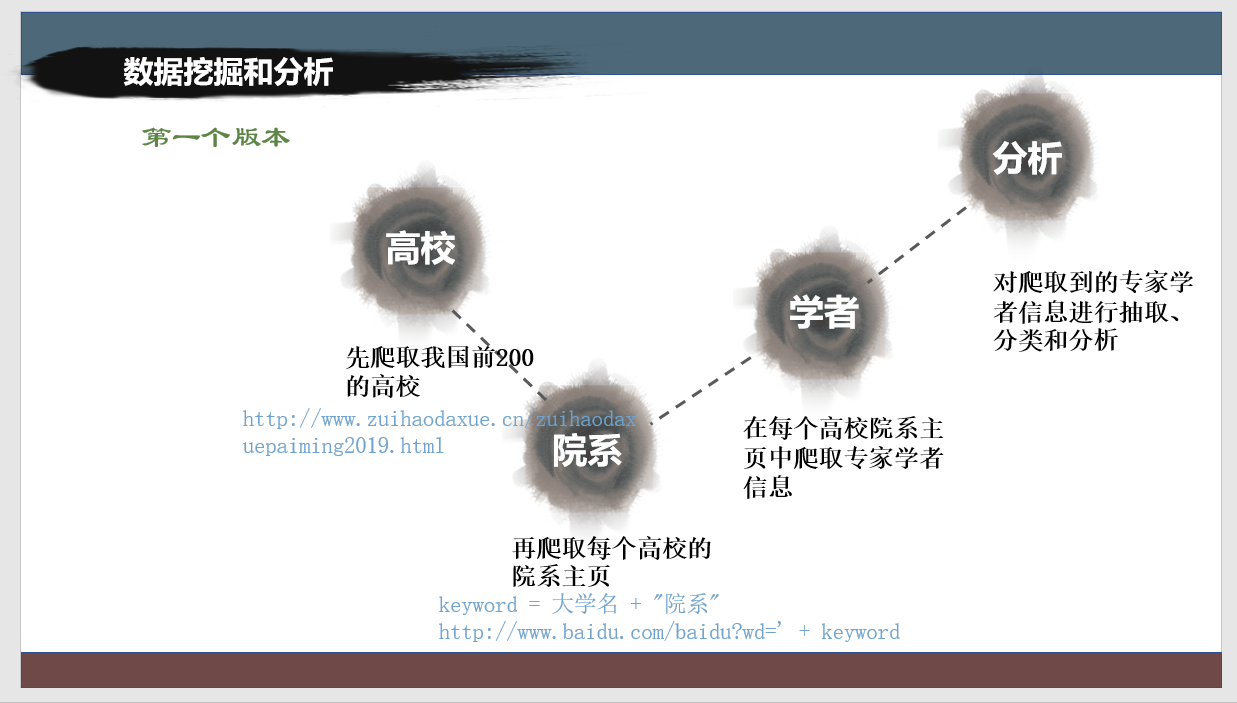 数据挖掘和分析
第一个版本
高校
先爬取我国前200
的高校
http://www.zuihaodaxue.cn/zuihaodax
uepaiming2019.html
院系
再爬取每个高校的
院系主页
keyword = 大学名 + "院系"
http://www.baidu.com/baidu?wd=’ + keyword
学者
在每个高校院系主
页中爬取专家学者
信息
分析
对爬取到的专家学
者信息进行抽取、
分类和分析